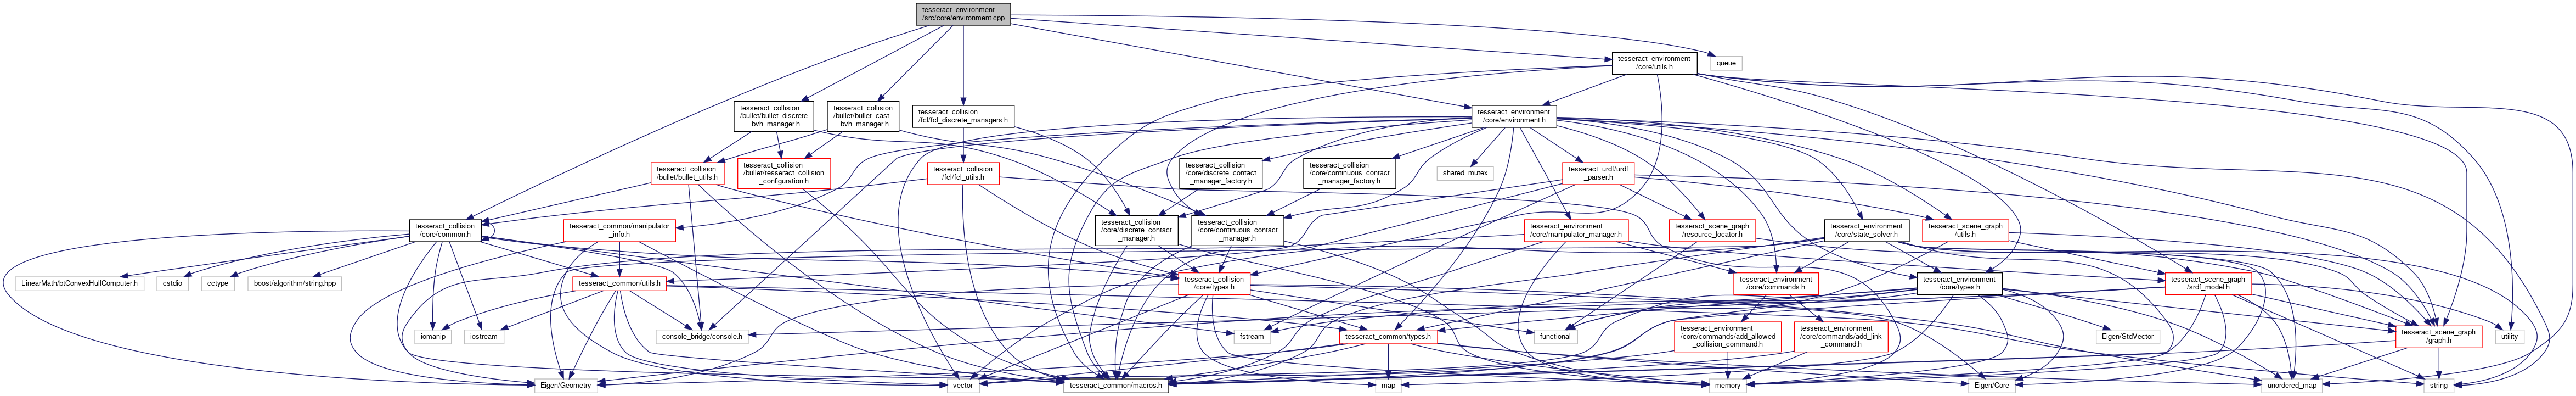 tesseract_environment
/src/core/environment.cpp
tesseract_environment
/core/utils.h
queue
tesseract_collision
/bullet/bullet_discrete
_bvh_manager.h
tesseract_collision
/bullet/bullet_cast
_bvh_manager.h
tesseract_collision
/fcl/fcl_discrete_managers.h
tesseract_environment
/core/environment.h
tesseract_collision
/bullet/bullet_utils.h
tesseract_collision
/bullet/tesseract_collision
_configuration.h
tesseract_collision
/fcl/fcl_utils.h
tesseract_collision
/core/discrete_contact
_manager_factory.h
tesseract_collision
/core/continuous_contact
_manager_factory.h
shared_mutex
tesseract_urdf/urdf
_parser.h
tesseract_collision
/core/common.h
tesseract_common/manipulator
_info.h
tesseract_collision
/core/discrete_contact
_manager.h
tesseract_collision
/core/continuous_contact
_manager.h
tesseract_environment
/core/manipulator_manager.h
tesseract_scene_graph
/resource_locator.h
tesseract_environment
/core/state_solver.h
tesseract_scene_graph
/utils.h
LinearMath/btConvexHullComputer.h
cstdio
cctype
boost/algorithm/string.hpp
tesseract_common/utils.h
tesseract_collision
/core/types.h
tesseract_environment
/core/commands.h
tesseract_environment
/core/types.h
tesseract_scene_graph
/srdf_model.h
iomanip
iostream
console_bridge/console.h
fstream
tesseract_common/types.h
functional
tesseract_environment
/core/commands/add_allowed
_collision_command.h
tesseract_environment
/core/commands/add_link
_command.h
Eigen/StdVector
tesseract_scene_graph
/graph.h
utility
Eigen/Geometry
vector
tesseract_common/macros.h
map
memory
Eigen/Core
unordered_map
string